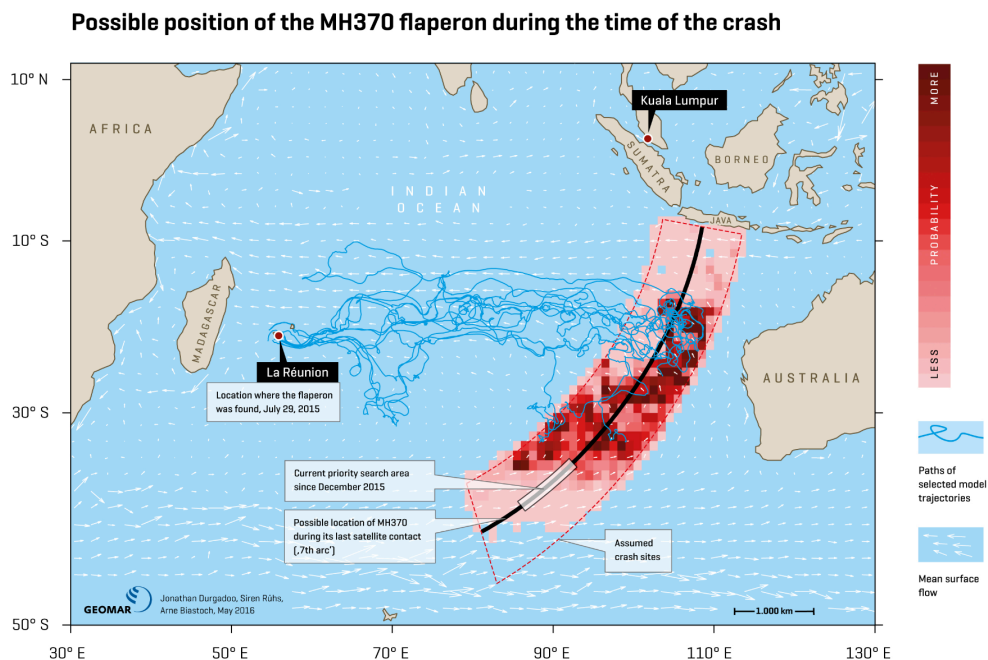 Possible position of the MH370 flaperon during the time of the crash
10° N
10° S
30° S
50° S
30° E
50° E
70° E
90° E
110° E
130° E
AFRICA
MADAGASCAR
INDIAN
OCEAN
Kuala Lumpur
SUMATRA
BORNEO
JAVA
AUSTRALIA
La Réunion
Location where the flaperon
was found, July 29, 2015
Current priority search area
since December 2015
Possible location of MH370
during its last satellite contact
(‚7th arc')
Assumed
crash sites
1.000 km
GEOMAR
Jonathan Durgadoo, Siren Rühs,
Arne Biastoch, May 2016
MORE
PROBABILITY
LESS
Paths of
selected model
trajectories
Mean surface
flow